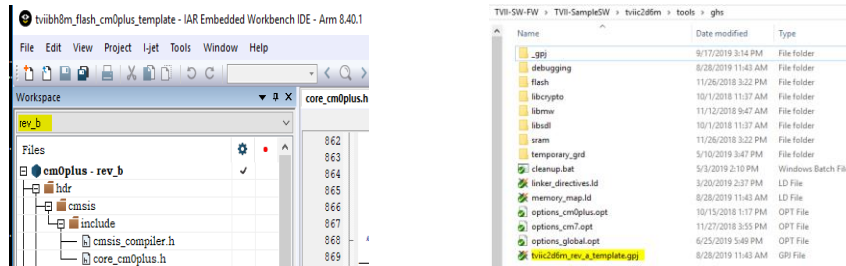 tviibh8m_flash_cm0plus_template - IAR Embedded Workbench IDE - Arm 8.40.1
File Edit View Project I-jet Tools Window Help
Workspace
core_cm0plus.h
rev_b
Files
cm0plus - rev_b
hdr
cmsis
include
cmsis_compiler.h
core_cm0plus.h
862
863
864
865
866
867
868
869
TVII-SW-FW > TVII-SampleSW > tviic2d6m > tools > ghs
Name Date modified Type
_gpj 9/17/2019 3:14 PM File folder
debugging 8/28/2019 11:43 AM File folder
flash 11/26/2018 3:22 PM File folder
libcrypto 10/1/2018 11:37 AM File folder
libmw 11/12/2018 9:47 AM File folder
libsdl 10/1/2018 11:37 AM File folder
sram 11/26/2018 3:22 PM File folder
temporary_grd 5/10/2019 3:47 PM File folder
cleanup.bat 5/3/2019 2:10 PM Windows Batch File
linker_directives.ld 3/20/2019 2:37 PM LD File
memory_map.ld 8/28/2019 11:43 AM LD File
options_cm0plus.opt 10/15/2018 1:17 PM OPT File
options_cm7.opt 11/27/2018 3:55 PM OPT File
options_global.opt 6/25/2019 5:49 PM OPT File
tviic2d6m_rev_a_template.gpj 8/28/2019 11:43 AM GPJ File